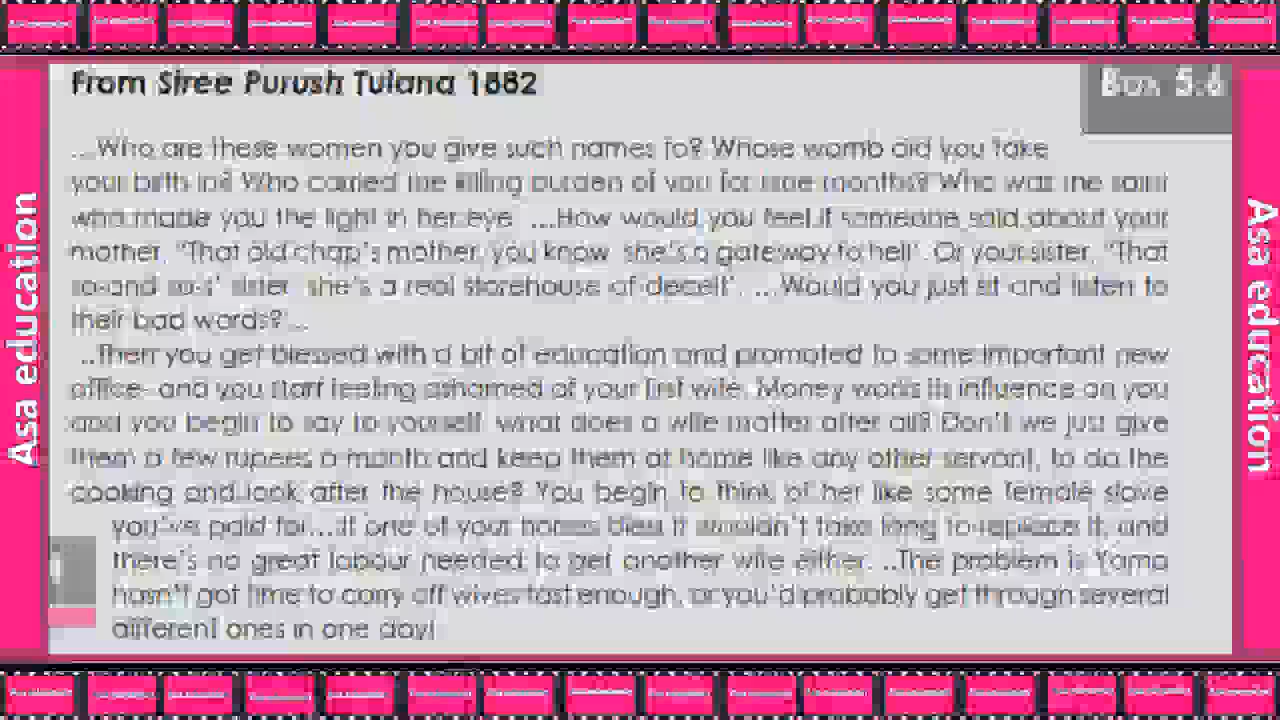 From Stree Purush Tulana 1882
Box 5.6
...Who are these women you give such names to? Whose womb did you take
your birth in? Who carried the killing burden of you for nine months? Who was the saint
who made you the light in her eye. ....How would you feel if someone said about your
mother, "That old chap's mother, you know, she's a gateway to hell". Or your sister, "That
so-and so-s' sister, she's a real storehouse of deceit". ...Would you just sit and listen to
their bad words?...
...Then you get blessed with a bit of education and promoted to some important new
office- and you start feeling ashamed of your first wife. Money works its influence on you
and you begin to say to yourself, what does a wife matter after all? Don't we just give
them a few rupees a month and keep them at home like any other servant, to do the
cooking and look after the house? You begin to think of her like some female slave
you've paid for....If one of your horses died it wouldn't take long to replace it, and
there's no great labour needed to get another wife either. ...The problem is Yama
hasn't got time to carry off wives fast enough, or you'd probably get through several
different ones in one day!
Asa education
Asa education